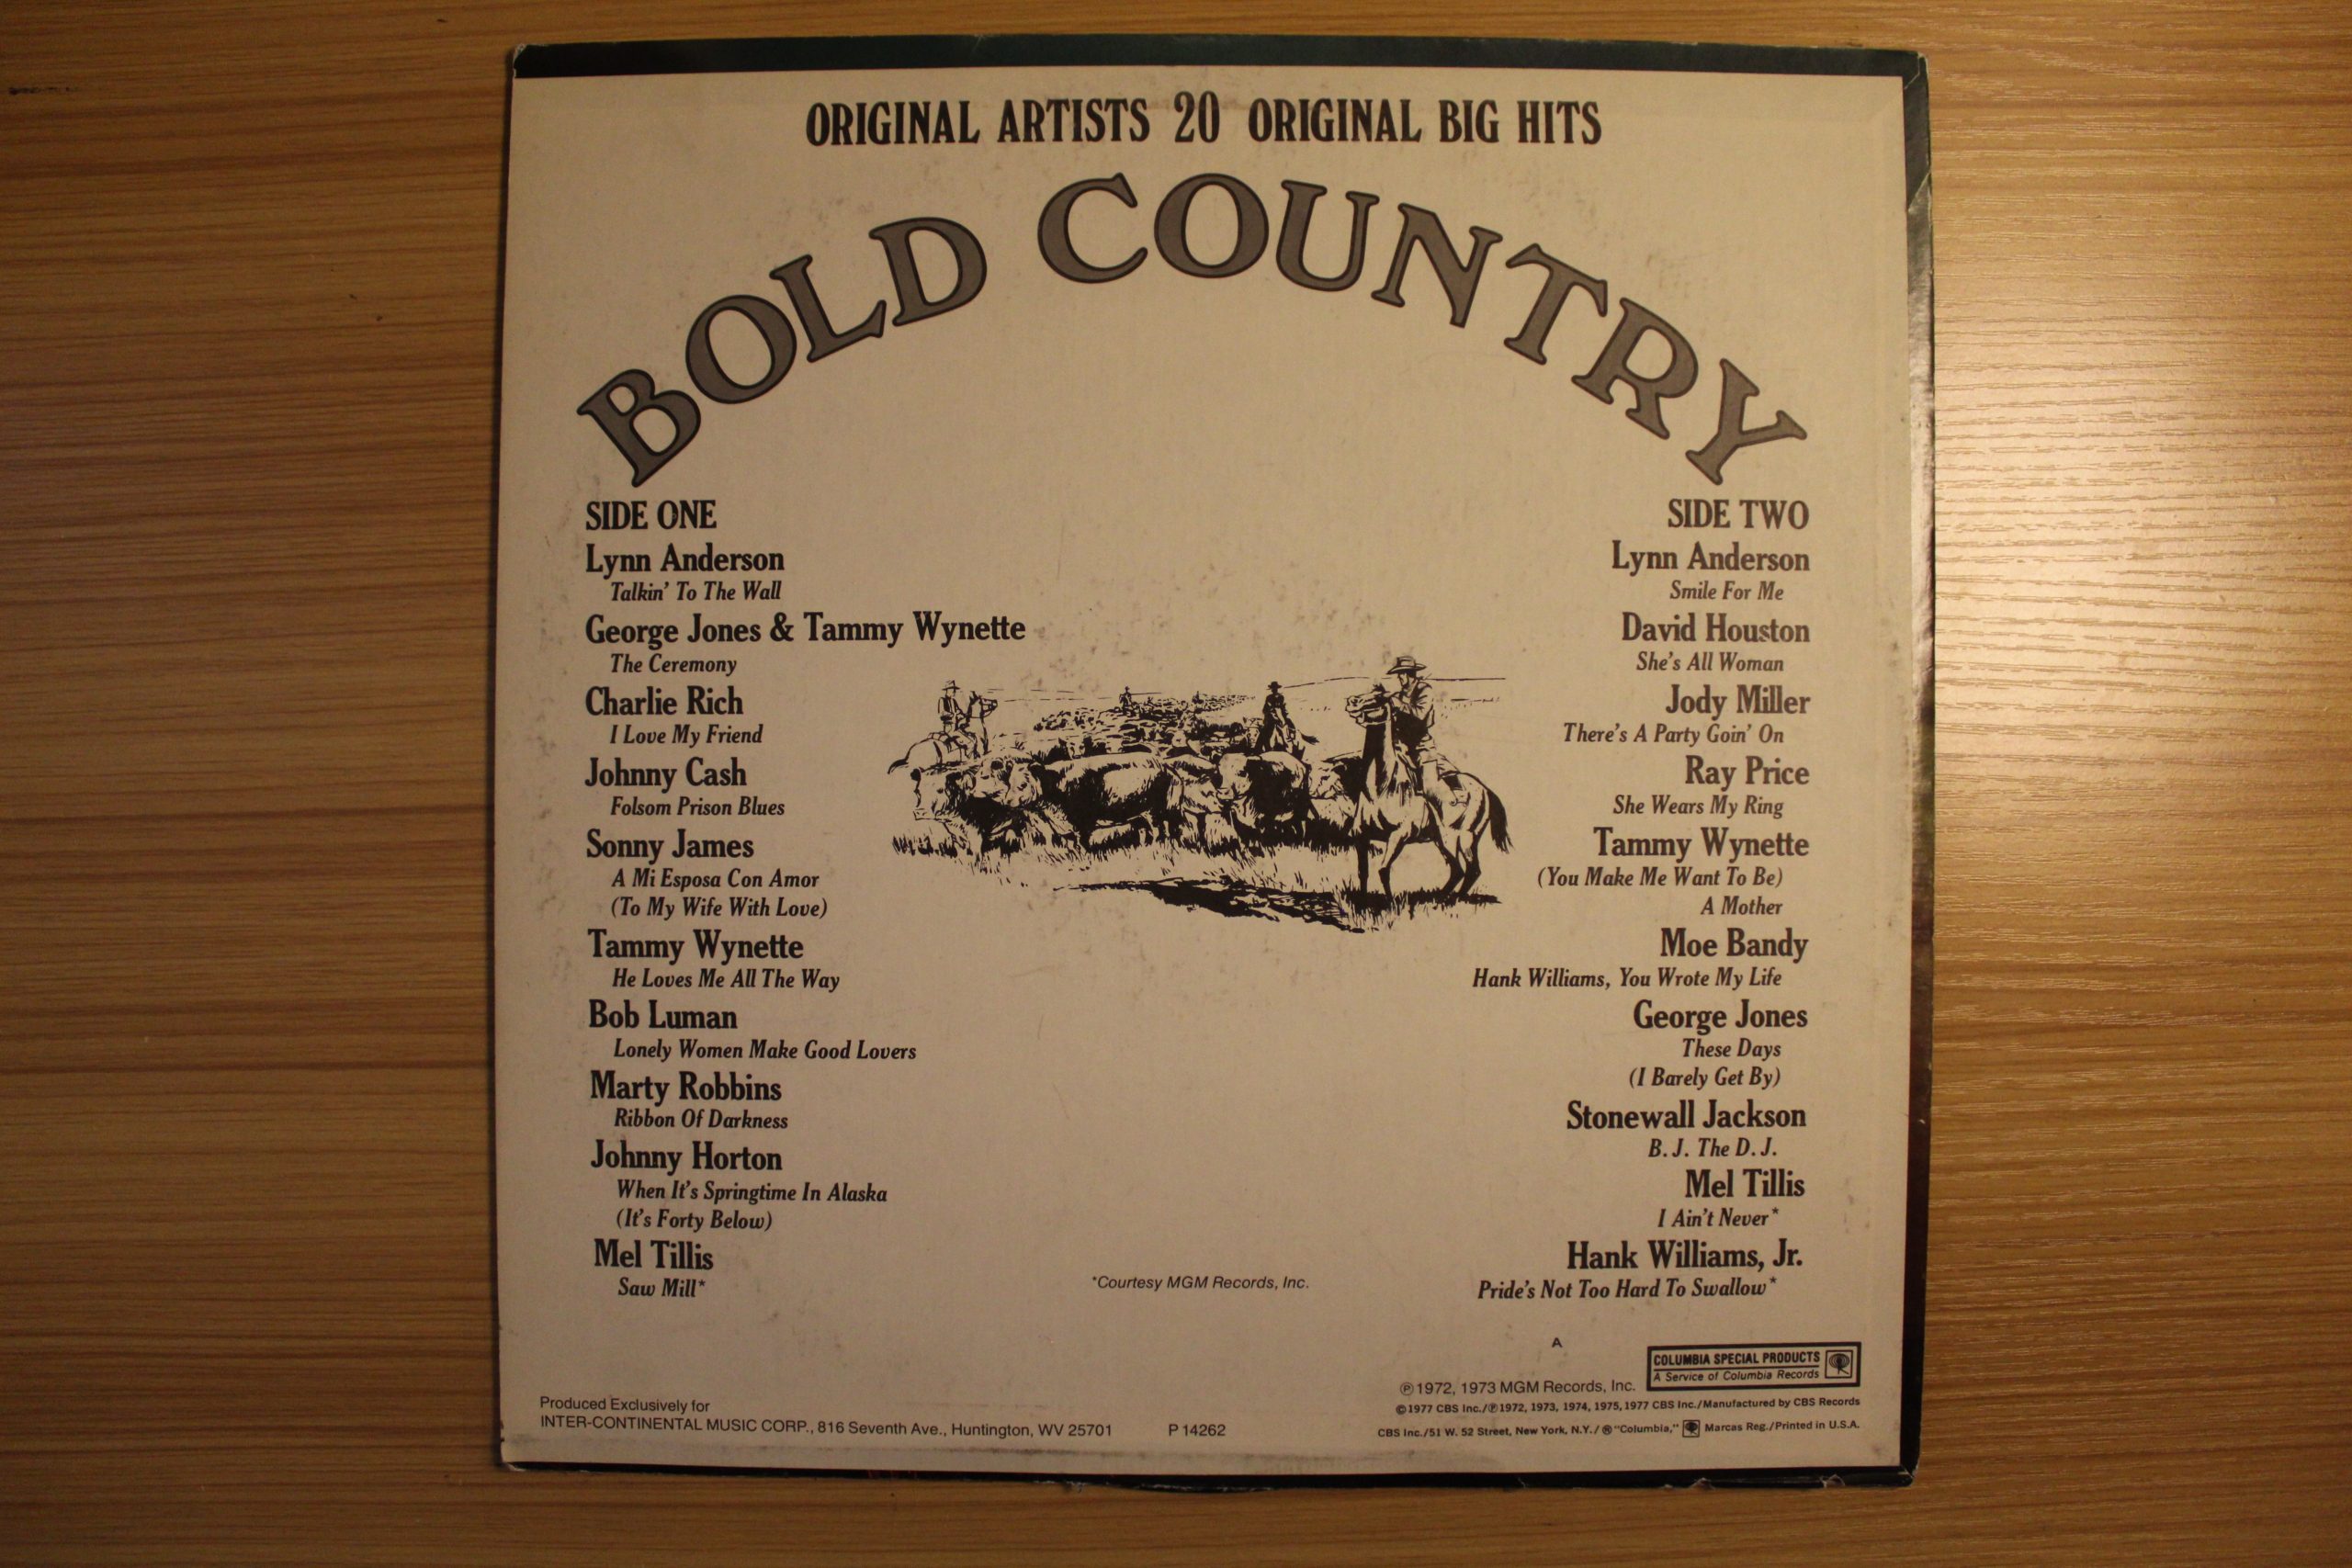 ORIGINAL ARTISTS 20 ORIGINAL BIG HITS
BOLD COUNTRY
SIDE ONE
Lynn Anderson
Talkin' To The Wall
George Jones & Tammy Wynette
The Ceremony
Charlie Rich
I Love My Friend
Johnny Cash
Folsom Prison Blues
Sonny James
A Mi Esposa Con Amor
(To My Wife With Love)
Tammy Wynette
He Loves Me All The Way
Bob Luman
Lonely Women Make Good Lovers
Marty Robbins
Ribbon Of Darkness
Johnny Horton
When It's Springtime In Alaska
(It's Forty Below)
Mel Tillis
Saw Mill*
SIDE TWO
Lynn Anderson
Smile For Me
David Houston
She's All Woman
Jody Miller
There's A Party Goin' On
Ray Price
She Wears My Ring
Tammy Wynette
(You Make Me Want To Be)
A Mother
Moe Bandy
Hank Williams, You Wrote My Life
George Jones
These Days
(I Barely Get By)
Stonewall Jackson
B.J. The D.J.
Mel Tillis
I Ain't Never*
Hank Williams, Jr.
Pride's Not Too Hard To Swallow*
*Courtesy MGM Records, Inc.
A
COLUMBIA SPECIAL PRODUCTS
A Service of Columbia Records
Produced Exclusively for
INTER-CONTINENTAL MUSIC CORP., 816 Seventh Ave., Huntington, WV 25701
P 14262
℗ 1972, 1973 MGM Records, Inc.
© 1977 CBS Inc./℗ 1972, 1973, 1974, 1975, 1977 CBS Inc./Manufactured by CBS Records
CBS Inc./51 W. 52 Street, New York, N.Y./ ® "Columbia," Marcas Reg./Printed in U.S.A.